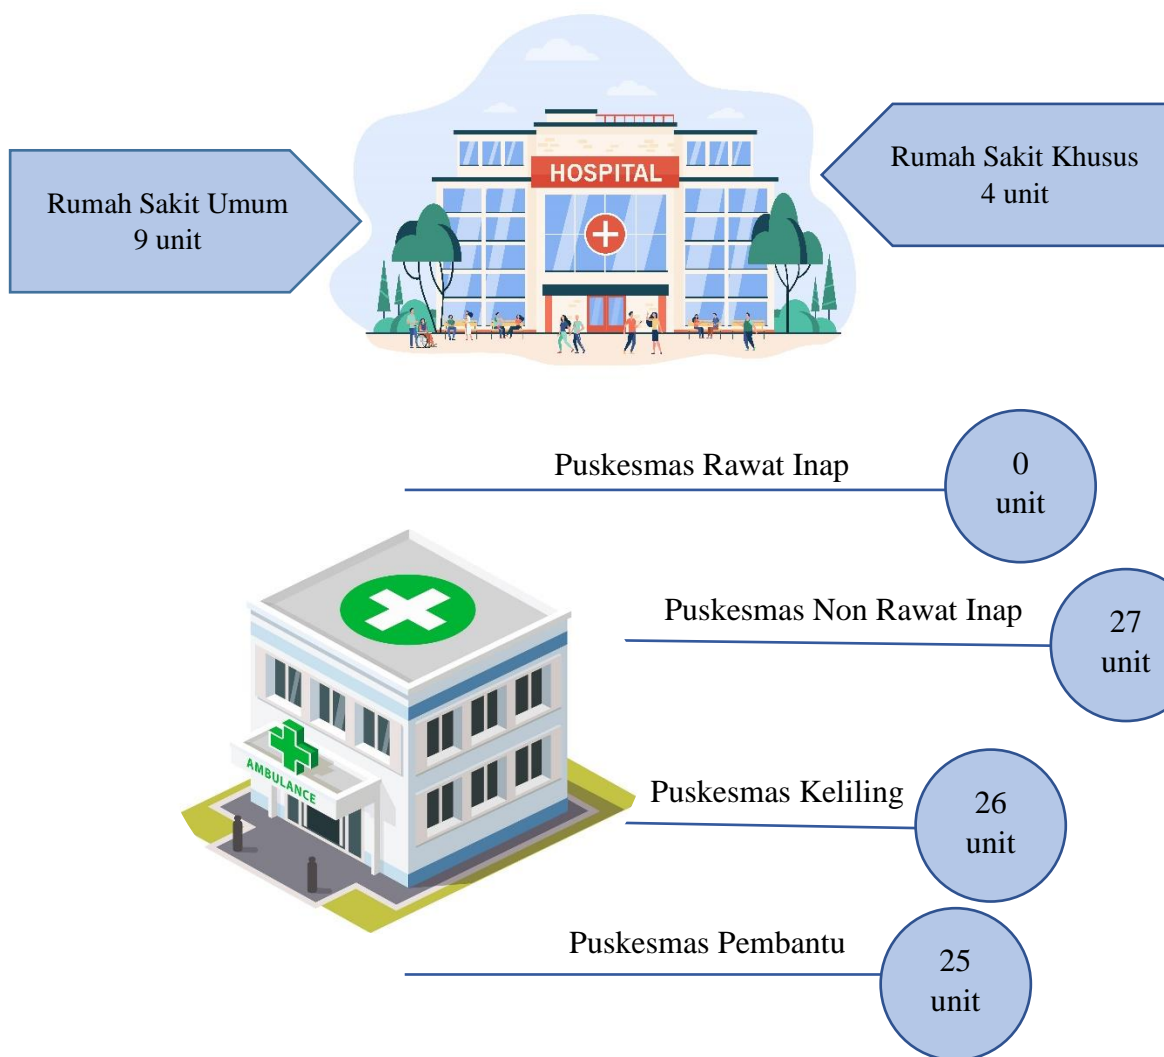 Rumah Sakit Umum
9 unit
HOSPITAL
Rumah Sakit Khusus
4 unit
Puskesmas Rawat Inap
0
unit
Puskesmas Non Rawat Inap
27
unit
AMBULANCE
Puskesmas Keliling
26
unit
Puskesmas Pembantu
25
unit